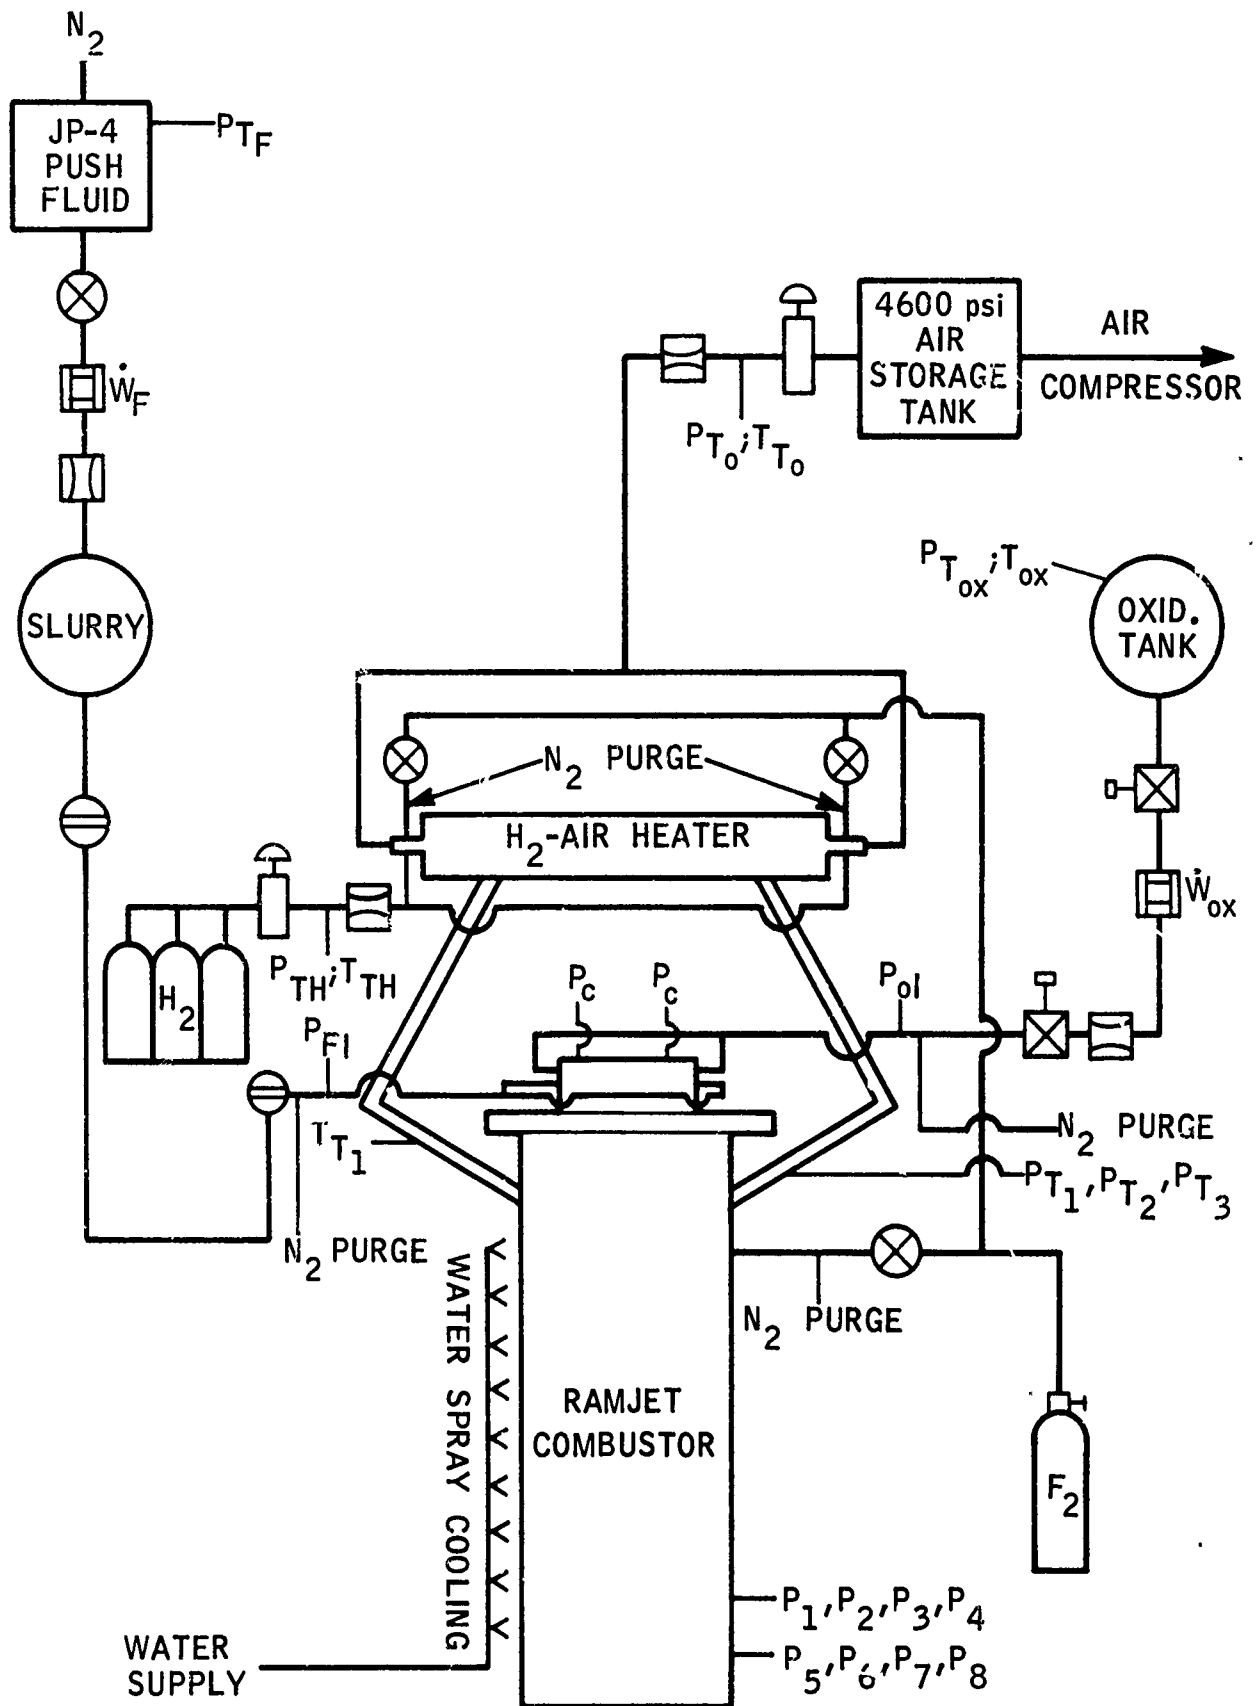 N2
JP-4
PUSH
FLUID
PTF
ẆF
SLURRY
4600 psi
AIR
STORAGE
TANK
AIR
COMPRESSOR
PTo;TTo
PTox;Tox
OXID.
TANK
Ẇox
N2 PURGE
H2-AIR HEATER
PTH;TTH
H2
PFI
Pc
Pc
PoI
N2 PURGE
TT1
PT1,PT2,PT3
N2 PURGE
N2 PURGE
WATER SPRAY COOLING
RAMJET
COMBUSTOR
F2
P1,P2,P3,P4
P5,P6,P7,P8
WATER
SUPPLY